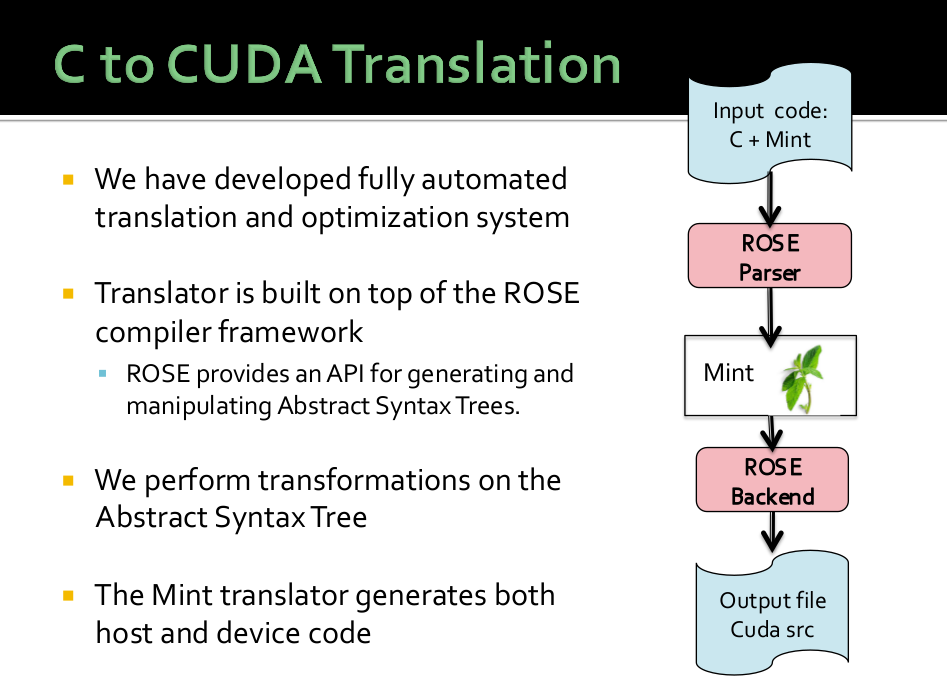 C to CUDA Translation
We have developed fully automated
translation and optimization system
Translator is built on top of the ROSE
compiler framework
ROSE provides an API for generating and
manipulating Abstract Syntax Trees.
We perform transformations on the
Abstract Syntax Tree
The Mint translator generates both
host and device code
Input code:
C + Mint
ROSE
Parser
Mint
ROSE
Backend
Output file
Cuda src